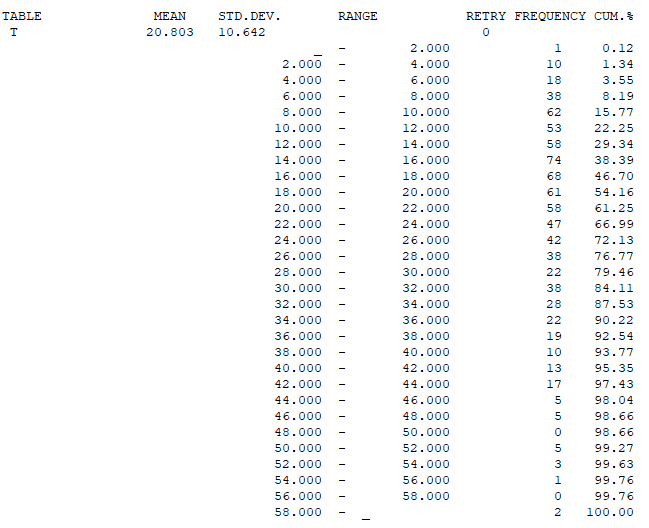 TABLE MEAN STD.DEV. RANGE RETRY FREQUENCY CUM.%
T 20.803 10.642 0
_ - 2.000 1 0.12
2.000 - 4.000 10 1.34
4.000 - 6.000 18 3.55
6.000 - 8.000 38 8.19
8.000 - 10.000 62 15.77
10.000 - 12.000 53 22.25
12.000 - 14.000 58 29.34
14.000 - 16.000 74 38.39
16.000 - 18.000 68 46.70
18.000 - 20.000 61 54.16
20.000 - 22.000 58 61.25
22.000 - 24.000 47 66.99
24.000 - 26.000 42 72.13
26.000 - 28.000 38 76.77
28.000 - 30.000 22 79.46
30.000 - 32.000 38 84.11
32.000 - 34.000 28 87.53
34.000 - 36.000 22 90.22
36.000 - 38.000 19 92.54
38.000 - 40.000 10 93.77
40.000 - 42.000 13 95.35
42.000 - 44.000 17 97.43
44.000 - 46.000 5 98.04
46.000 - 48.000 5 98.66
48.000 - 50.000 0 98.66
50.000 - 52.000 5 99.27
52.000 - 54.000 3 99.63
54.000 - 56.000 1 99.76
56.000 - 58.000 0 99.76
58.000 - _ 2 100.00